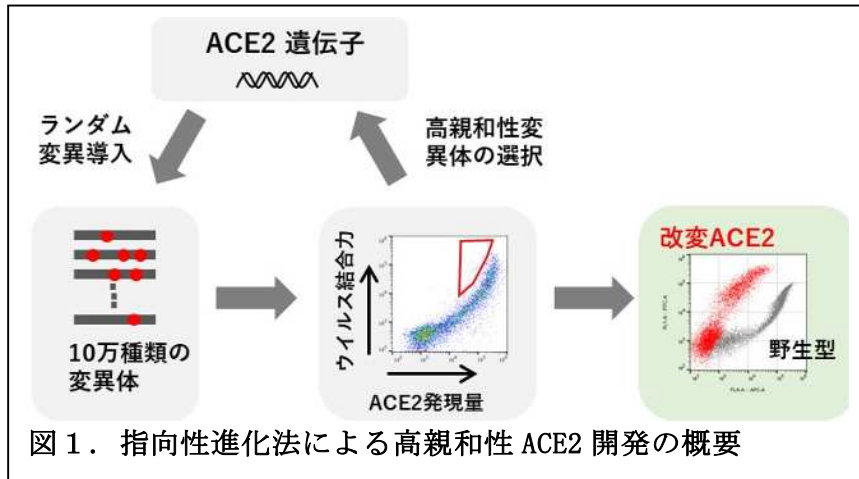 ACE2 遺伝子
ランダム
変異導入
高親和性変
異体の選択
10万種類の
変異体
ウイルス結合力
ACE2発現量
改変ACE2
野生型
図1. 指向性進化法による高親和性 ACE2 開発の概要